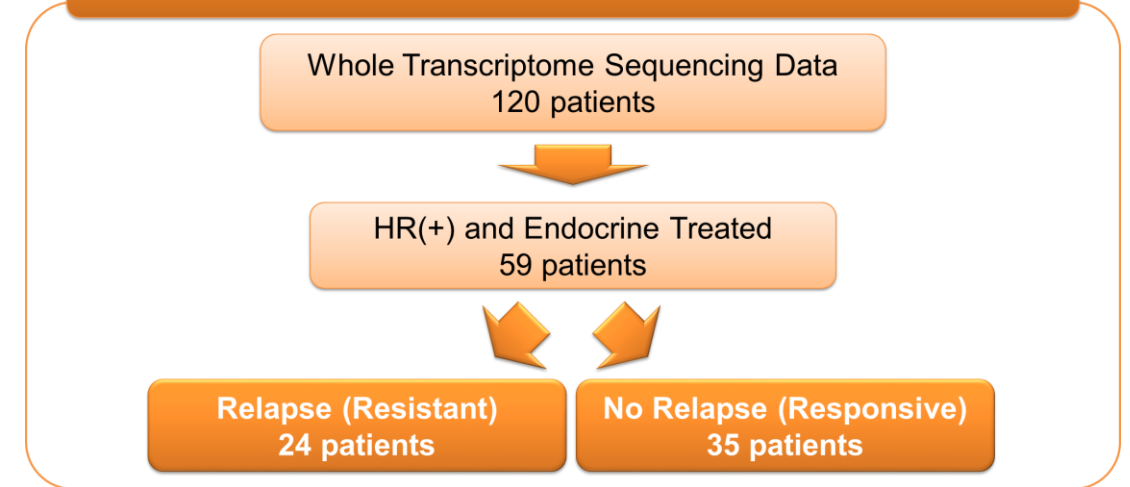 Whole Transcriptome Sequencing Data
120 patients
HR(+) and Endocrine Treated
59 patients
Relapse (Resistant)
24 patients
No Relapse (Responsive)
35 patients